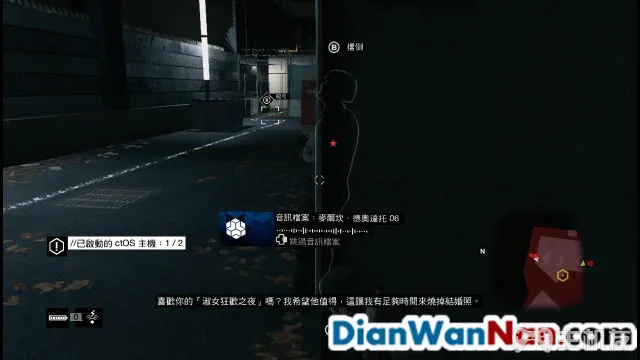 B 撂倒
音訊檔案：麥爾坎・德奧達托 06
跳過音訊檔案
//已啟動的 ctOS 主機：1 / 2
N
喜歡你的「淑女狂歡之夜」嗎？我希望他值得，這讓我有足夠時間來燒掉結婚照。
0
DianWanNan.com